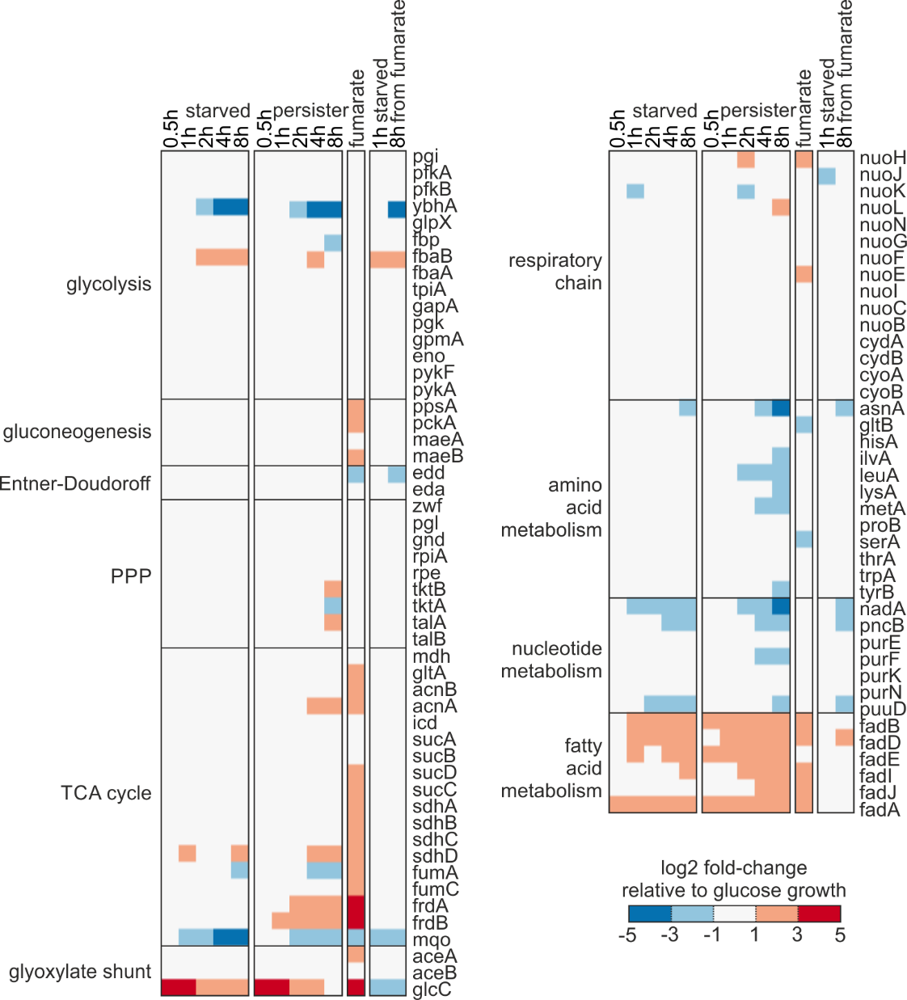 0.5h
1h
2h
4h
8h
starved
0.5h
1h
2h
4h
8h
persister
fumarate
1h starved
8h from fumarate
glycolysis
gluconeogenesis
Entner-Doudoroff
PPP
TCA cycle
glyoxylate shunt
pgi
pfkA
pfkB
ybhA
glpX
fbp
fbaB
fbaA
tpiA
gapA
pgk
gpmA
eno
pykF
pykA
ppsA
pckA
maeA
maeB
edd
eda
zwf
pgl
gnd
rpiA
rpe
tktB
tktA
talA
talB
mdh
gltA
acnB
acnA
icd
sucA
sucB
sucD
sucC
sdhA
sdhB
sdhC
sdhD
fumA
fumC
frdA
frdB
mqo
aceA
aceB
glcC
0.5h
1h
2h
4h
8h
starved
0.5h
1h
2h
4h
8h
persister
fumarate
1h starved
8h from fumarate
respiratory
chain
amino
acid
metabolism
nucleotide
metabolism
fatty
acid
metabolism
nuoH
nuoJ
nuoK
nuoL
nuoN
nuoG
nuoF
nuoE
nuoI
nuoC
nuoB
cydA
cydB
cyoA
cyoB
asnA
gltB
hisA
ilvA
leuA
lysA
metA
proB
serA
thrA
trpA
tyrB
nadA
pncB
purE
purF
purK
purN
puuD
fadB
fadD
fadE
fadI
fadJ
fadA
log2 fold-change
relative to glucose growth
-5 -3 -1 1 3 5